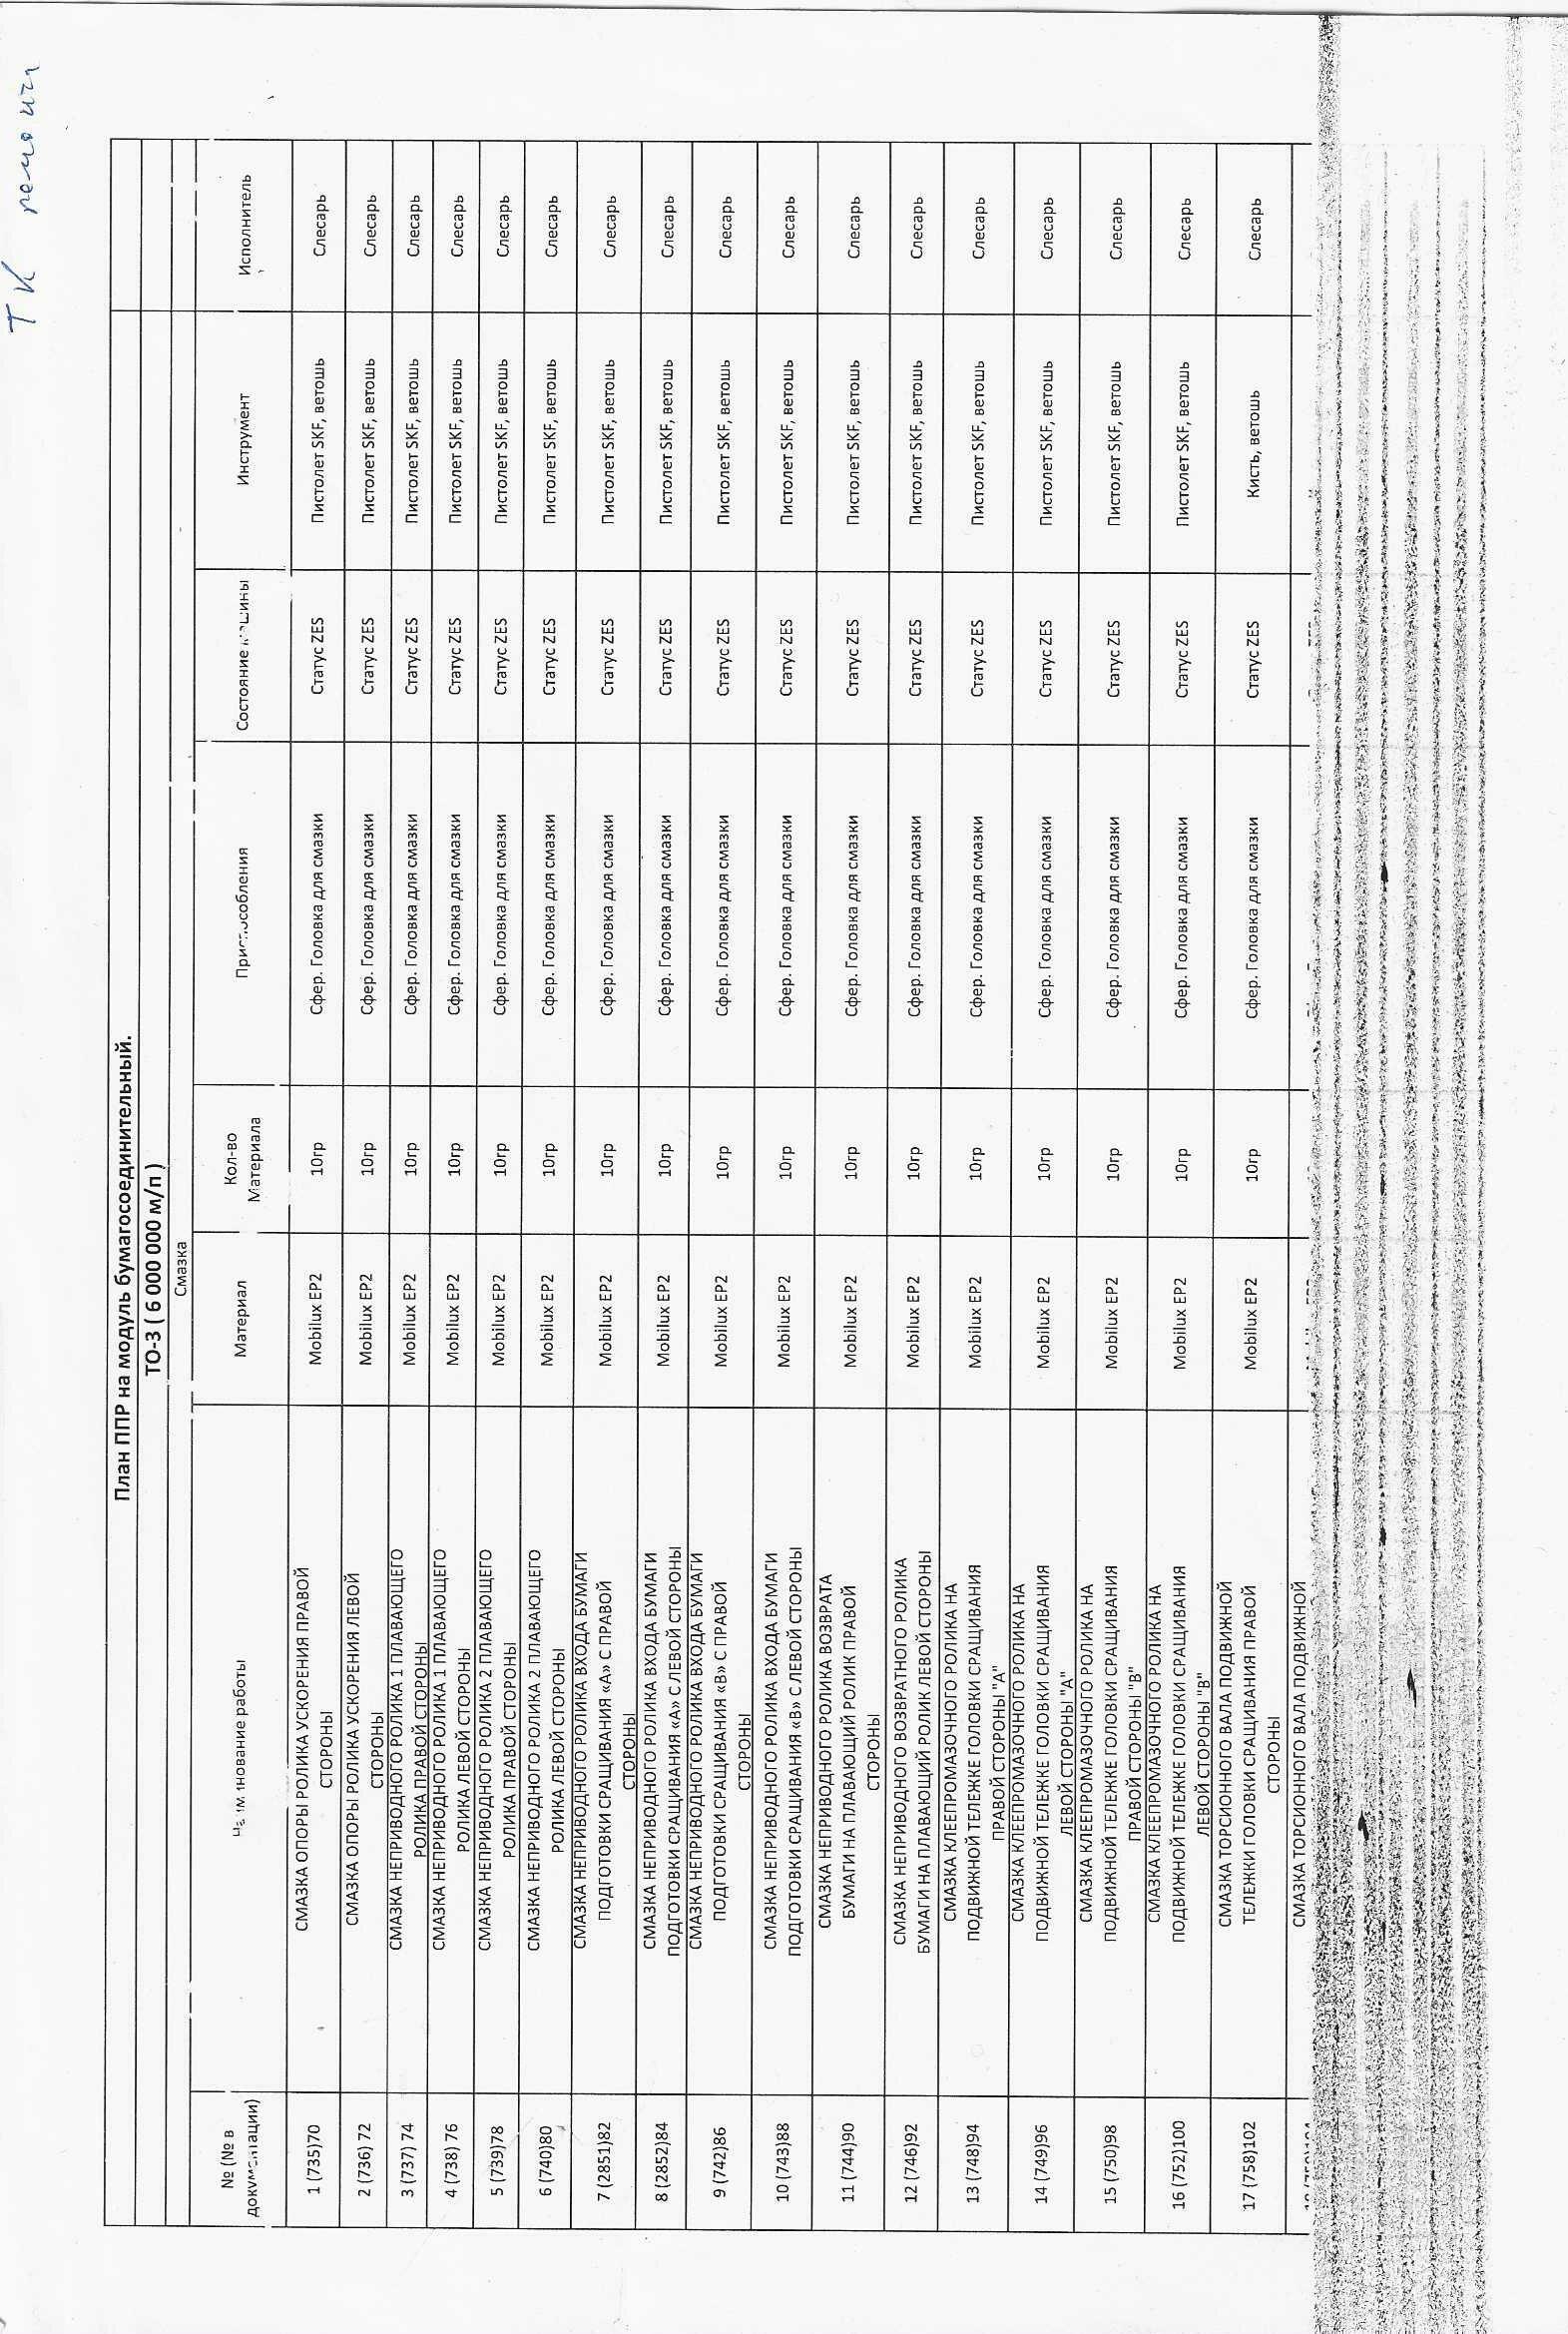 ТК ремонта
План ППР на модуль бумагосоединительный.
ТО-3 ( 6 000 000 м/п )
Смазка
№ (№ в документации) Наименование работы Материал Кол-во Материала Приспособления Состояние машины Инструмент Исполнитель
1 (735)70 СМАЗКА ОПОРЫ РОЛИКА УСКОРЕНИЯ ПРАВОЙ СТОРОНЫ Mobilux EP2 10гр Сфер. Головка для смазки Статус ZES Пистолет SKF, ветошь Слесарь
2 (736) 72 СМАЗКА ОПОРЫ РОЛИКА УСКОРЕНИЯ ЛЕВОЙ СТОРОНЫ Mobilux EP2 10гр Сфер. Головка для смазки Статус ZES Пистолет SKF, ветошь Слесарь
3 (737) 74 СМАЗКА НЕПРИВОДНОГО РОЛИКА 1 ПЛАВАЮЩЕГО РОЛИКА ПРАВОЙ СТОРОНЫ Mobilux EP2 10гр Сфер. Головка для смазки Статус ZES Пистолет SKF, ветошь Слесарь
4 (738) 76 СМАЗКА НЕПРИВОДНОГО РОЛИКА 1 ПЛАВАЮЩЕГО РОЛИКА ЛЕВОЙ СТОРОНЫ Mobilux EP2 10гр Сфер. Головка для смазки Статус ZES Пистолет SKF, ветошь Слесарь
5 (739)78 СМАЗКА НЕПРИВОДНОГО РОЛИКА 2 ПЛАВАЮЩЕГО РОЛИКА ПРАВОЙ СТОРОНЫ Mobilux EP2 10гр Сфер. Головка для смазки Статус ZES Пистолет SKF, ветошь Слесарь
6 (740)80 СМАЗКА НЕПРИВОДНОГО РОЛИКА 2 ПЛАВАЮЩЕГО РОЛИКА ЛЕВОЙ СТОРОНЫ Mobilux EP2 10гр Сфер. Головка для смазки Статус ZES Пистолет SKF, ветошь Слесарь
7 (2851)82 СМАЗКА НЕПРИВОДНОГО РОЛИКА ВХОДА БУМАГИ ПОДГОТОВКИ СРАЩИВАНИЯ «А» С ПРАВОЙ СТОРОНЫ Mobilux EP2 10гр Сфер. Головка для смазки Статус ZES Пистолет SKF, ветошь Слесарь
8 (2852)84 СМАЗКА НЕПРИВОДНОГО РОЛИКА ВХОДА БУМАГИ ПОДГОТОВКИ СРАЩИВАНИЯ «А» С ЛЕВОЙ СТОРОНЫ Mobilux EP2 10гр Сфер. Головка для смазки Статус ZES Пистолет SKF, ветошь Слесарь
9 (742)86 СМАЗКА НЕПРИВОДНОГО РОЛИКА ВХОДА БУМАГИ ПОДГОТОВКИ СРАЩИВАНИЯ «В» С ПРАВОЙ СТОРОНЫ Mobilux EP2 10гр Сфер. Головка для смазки Статус ZES Пистолет SKF, ветошь Слесарь
10 (743)88 СМАЗКА НЕПРИВОДНОГО РОЛИКА ВХОДА БУМАГИ ПОДГОТОВКИ СРАЩИВАНИЯ «В» С ЛЕВОЙ СТОРОНЫ Mobilux EP2 10гр Сфер. Головка для смазки Статус ZES Пистолет SKF, ветошь Слесарь
11 (744)90 СМАЗКА НЕПРИВОДНОГО РОЛИКА ВОЗВРАТА БУМАГИ НА ПЛАВАЮЩИЙ РОЛИК ПРАВОЙ СТОРОНЫ Mobilux EP2 10гр Сфер. Головка для смазки Статус ZES Пистолет SKF, ветошь Слесарь
12 (746)92 СМАЗКА НЕПРИВОДНОГО ВОЗВРАТНОГО РОЛИКА БУМАГИ НА ПЛАВАЮЩИЙ РОЛИК ЛЕВОЙ СТОРОНЫ Mobilux EP2 10гр Сфер. Головка для смазки Статус ZES Пистолет SKF, ветошь Слесарь
13 (748)94 СМАЗКА КЛЕЕПРОМАЗОЧНОГО РОЛИКА НА ПОДВИЖНОЙ ТЕЛЕЖКЕ ГОЛОВКИ СРАЩИВАНИЯ ПРАВОЙ СТОРОНЫ "А" Mobilux EP2 10гр Сфер. Головка для смазки Статус ZES Пистолет SKF, ветошь Слесарь
14 (749)96 СМАЗКА КЛЕЕПРОМАЗОЧНОГО РОЛИКА НА ПОДВИЖНОЙ ТЕЛЕЖКЕ ГОЛОВКИ СРАЩИВАНИЯ ЛЕВОЙ СТОРОНЫ "А" Mobilux EP2 10гр Сфер. Головка для смазки Статус ZES Пистолет SKF, ветошь Слесарь
15 (750)98 СМАЗКА КЛЕЕПРОМАЗОЧНОГО РОЛИКА НА ПОДВИЖНОЙ ТЕЛЕЖКЕ ГОЛОВКИ СРАЩИВАНИЯ ПРАВОЙ СТОРОНЫ "В" Mobilux EP2 10гр Сфер. Головка для смазки Статус ZES Пистолет SKF, ветошь Слесарь
16 (752)100 СМАЗКА КЛЕЕПРОМАЗОЧНОГО РОЛИКА НА ПОДВИЖНОЙ ТЕЛЕЖКЕ ГОЛОВКИ СРАЩИВАНИЯ ЛЕВОЙ СТОРОНЫ "В" Mobilux EP2 10гр Сфер. Головка для смазки Статус ZES Пистолет SKF, ветошь Слесарь
17 (758)102 СМАЗКА ТОРСИОННОГО ВАЛА ПОДВИЖНОЙ ТЕЛЕЖКИ ГОЛОВКИ СРАЩИВАНИЯ ПРАВОЙ СТОРОНЫ Mobilux EP2 10гр Сфер. Головка для смазки Статус ZES Кисть, ветошь Слесарь
СМАЗКА ТОРСИОННОГО ВАЛА ПОДВИЖНОЙ